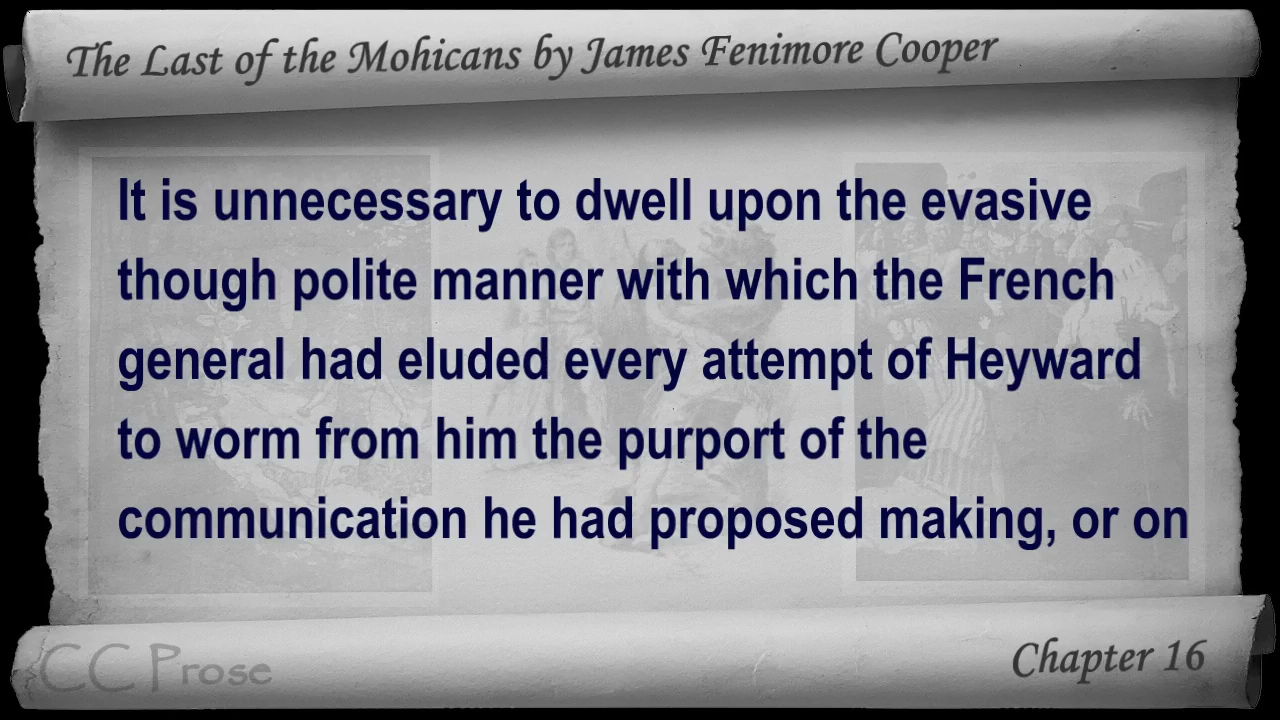 The Last of the Mohicans by James Fenimore Cooper
It is unnecessary to dwell upon the evasive
though polite manner with which the French
general had eluded every attempt of Heyward
to worm from him the purport of the
communication he had proposed making, or on
CC Prose
Chapter 16